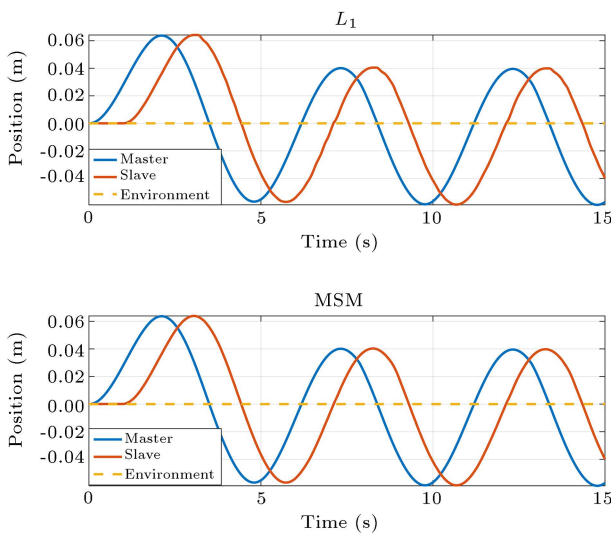 L₁
Position (m)
0.06
0.04
0.02
0.00
-0.02
-0.04
Master
Slave
Environment
0
5
10
15
Time (s)
MSM
Position (m)
0.06
0.04
0.02
0.00
-0.02
-0.04
Master
Slave
Environment
0
5
10
15
Time (s)